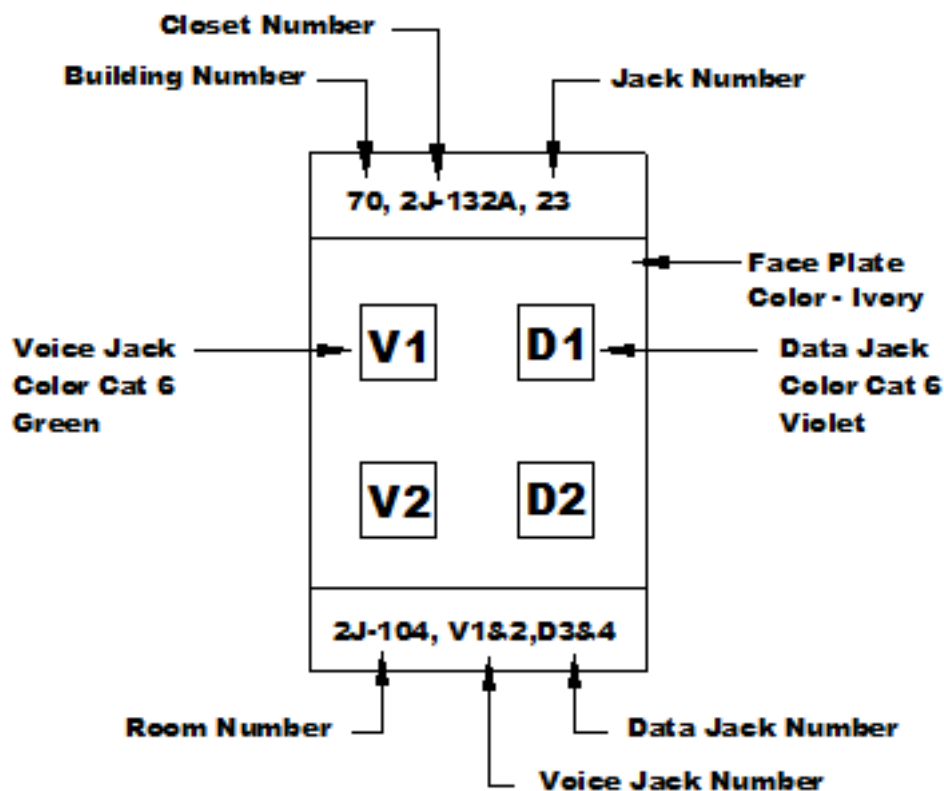 Closet Number
Building Number
Jack Number
70, 2J-132A, 23
Face Plate
Color - Ivory
Voice Jack
Color Cat 6
Green
V1
D1
Data Jack
Color Cat 6
Violet
V2
D2
2J-104, V1&2,D3&4
Room Number
Data Jack Number
Voice Jack Number